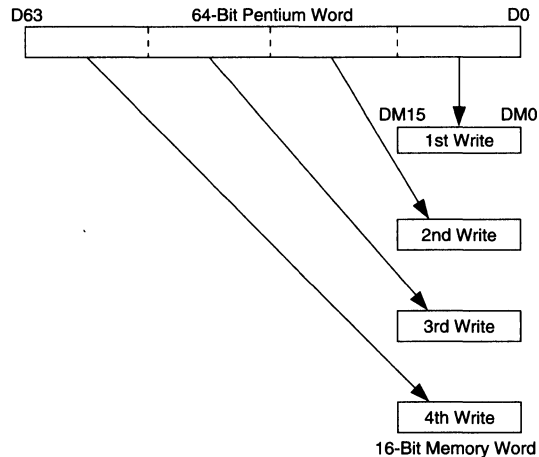 D63 64-Bit Pentium Word D0
DM15 DM0
1st Write
2nd Write
3rd Write
4th Write
16-Bit Memory Word